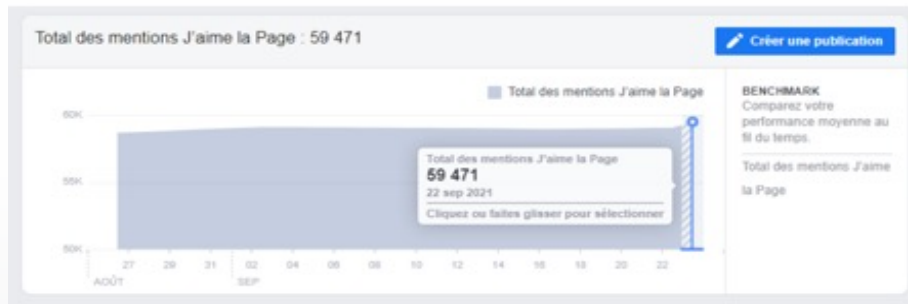 Total des mentions J'aime la Page : 59 471
Créer une publication
Total des mentions J'aime la Page
BENCHMARK
Comparez votre
performance moyenne au
fil du temps.
Total des mentions J'aime
la Page
60K
55K
50K
Total des mentions J'aime la Page
59 471
22 sep 2021
Cliquez ou faites glisser pour sélectionner
27 29 31 02 04 06 08 10 12 14 16 18 20 22
AOÛT SEP